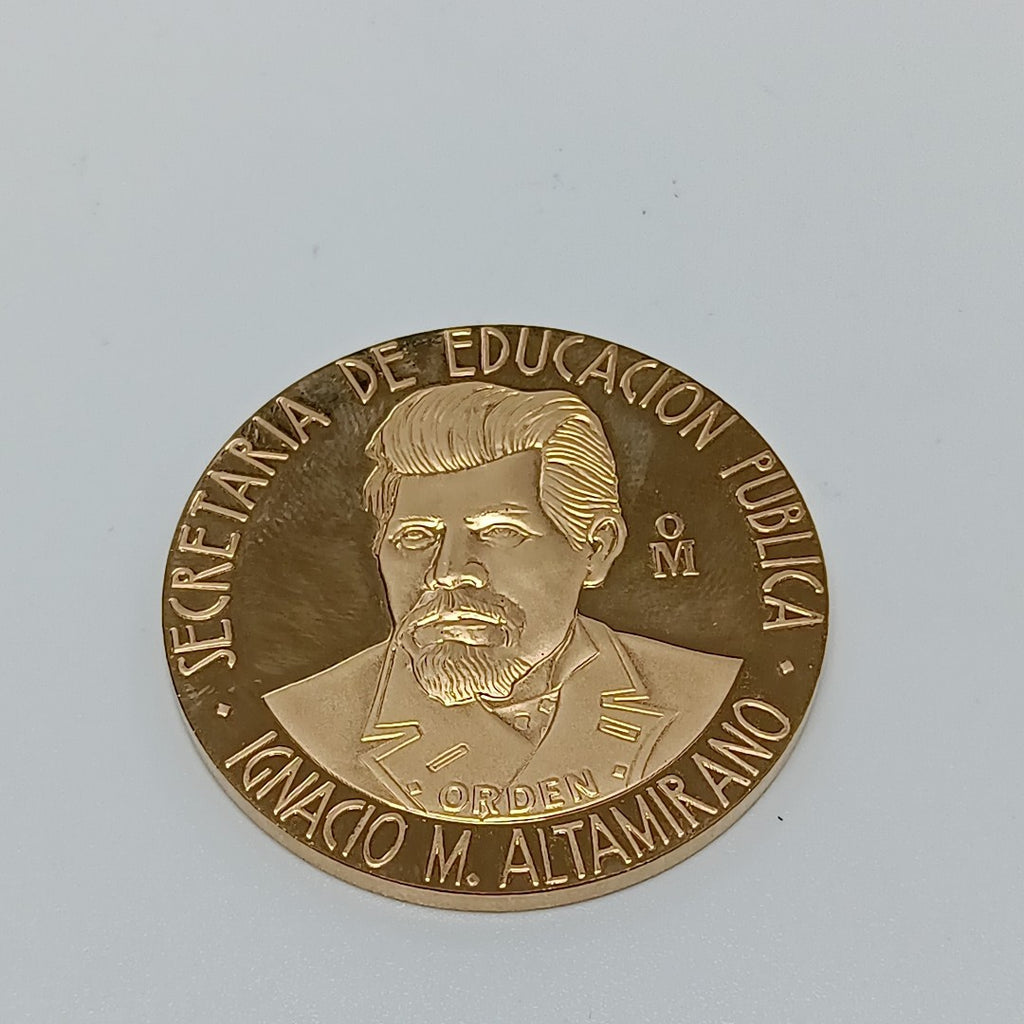 SECRETARIA DE EDUCACION PUBLICA
oM
ORDEN
IGNACIO M. ALTAMIRANO